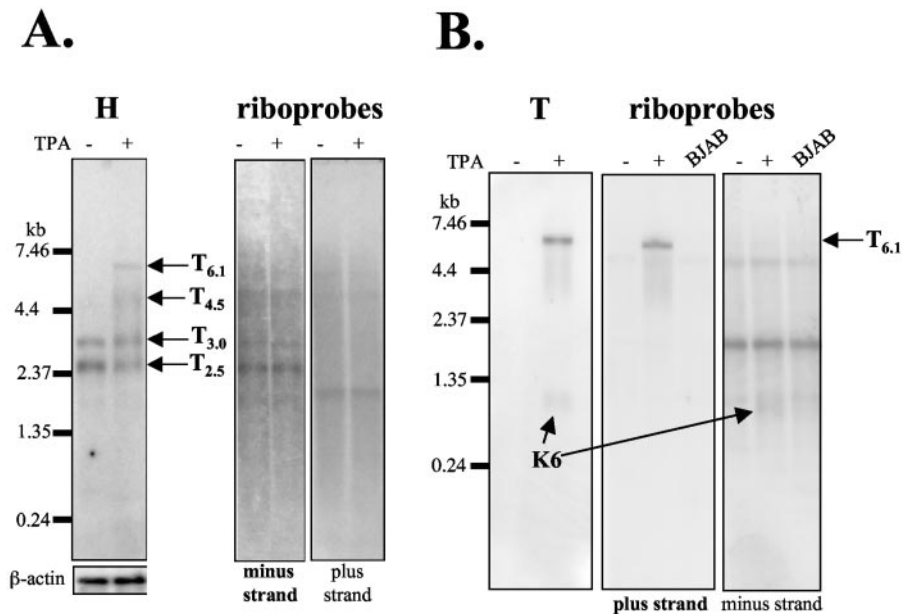 A.
B.
H
riboprobes
TPA - + - + - +
kb
7.46
T6.1
T4.5
4.4
T3.0
T2.5
2.37
1.35
0.24
β-actin
minus
strand
plus
strand
T
riboprobes
TPA - + - + BJAB - + BJAB
kb
7.46
T6.1
4.4
2.37
1.35
K6
0.24
plus strand
minus strand